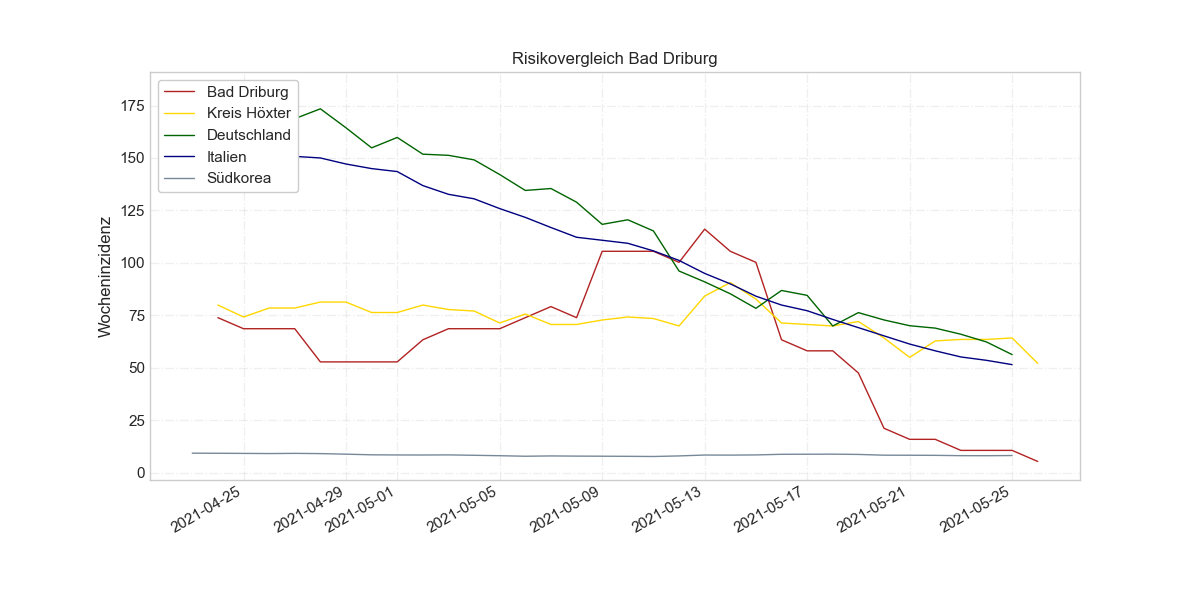 Risikovergleich Bad Driburg
Wocheninzidenz
175
150
125
100
75
50
25
0
Bad Driburg
Kreis Höxter
Deutschland
Italien
Südkorea
2021-04-25
2021-04-29
2021-05-01
2021-05-05
2021-05-09
2021-05-13
2021-05-17
2021-05-21
2021-05-25